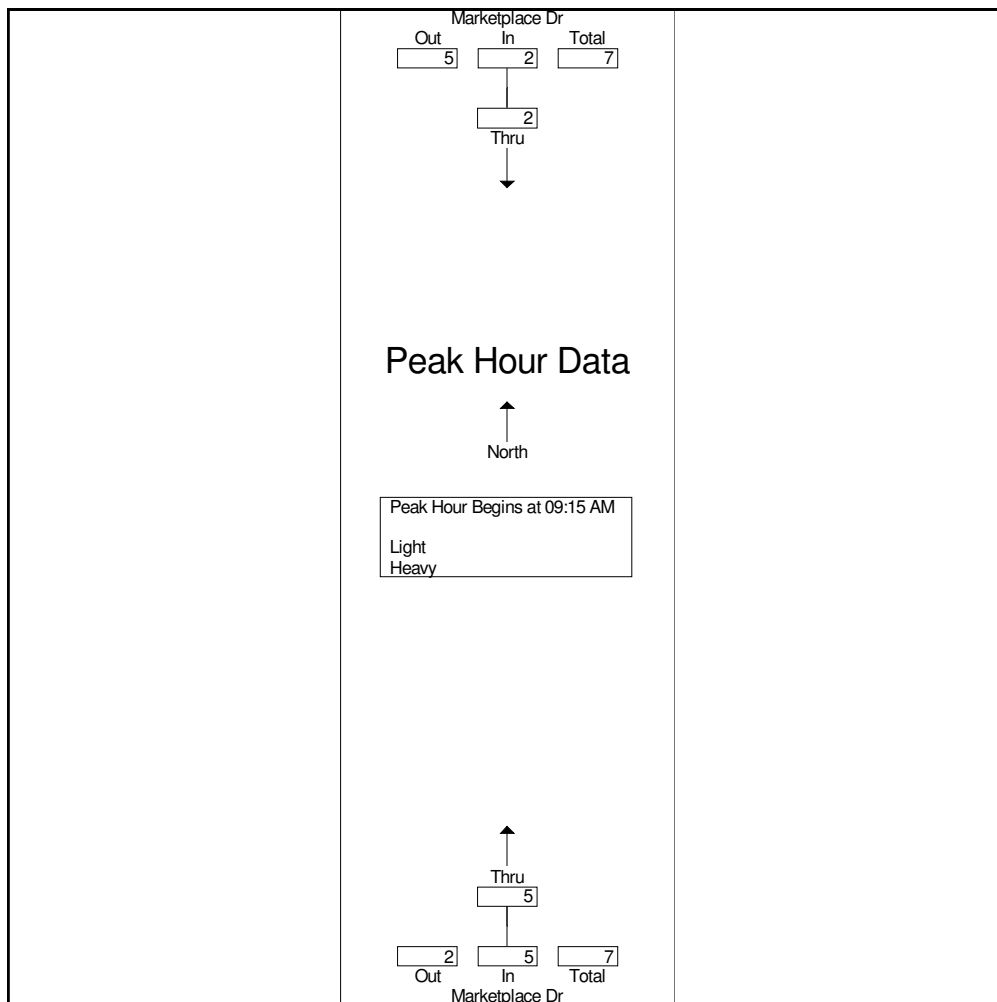 Marketplace Dr
Out In Total
5 2 7
2
Thru
Peak Hour Data
North
Peak Hour Begins at 09:15 AM
Light
Heavy
Thru
5
2 5 7
Out In Total
Marketplace Dr